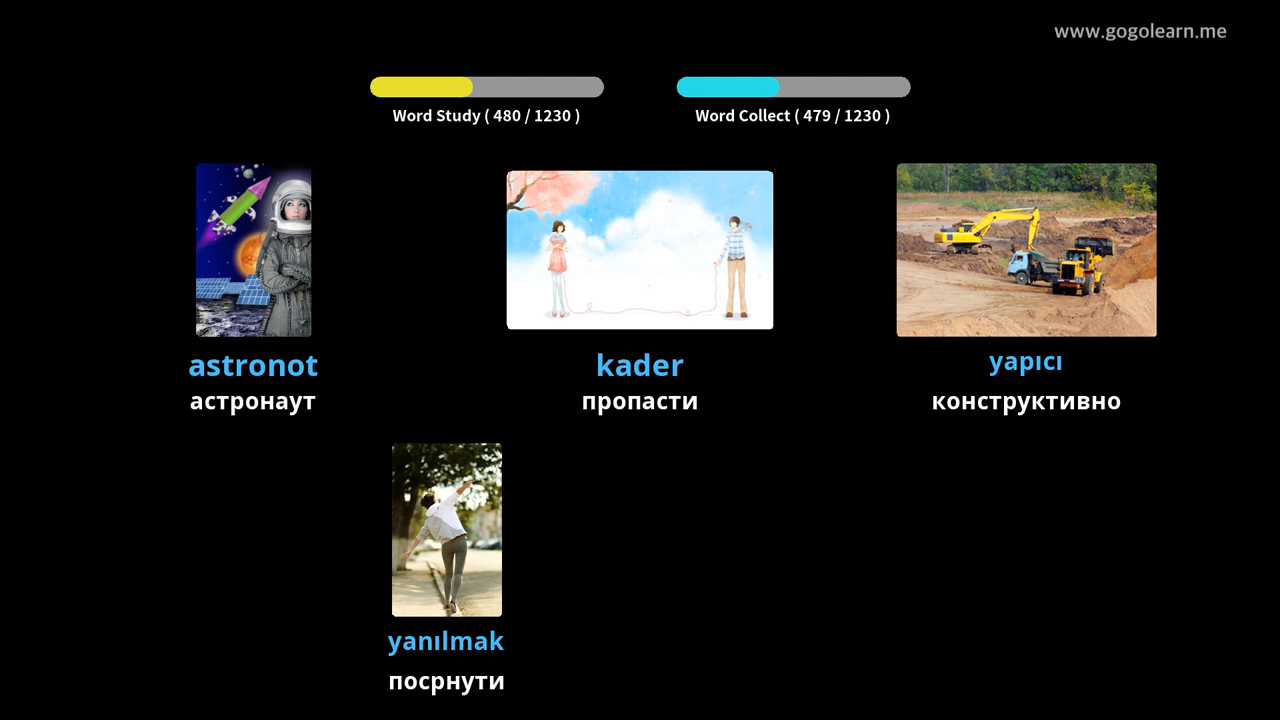 www.gogolearn.me
Word Study ( 480 / 1230 )
Word Collect ( 479 / 1230 )
astronot
астронаут
kader
пропасти
yapıcı
конструктивно
yanılmak
посрнути